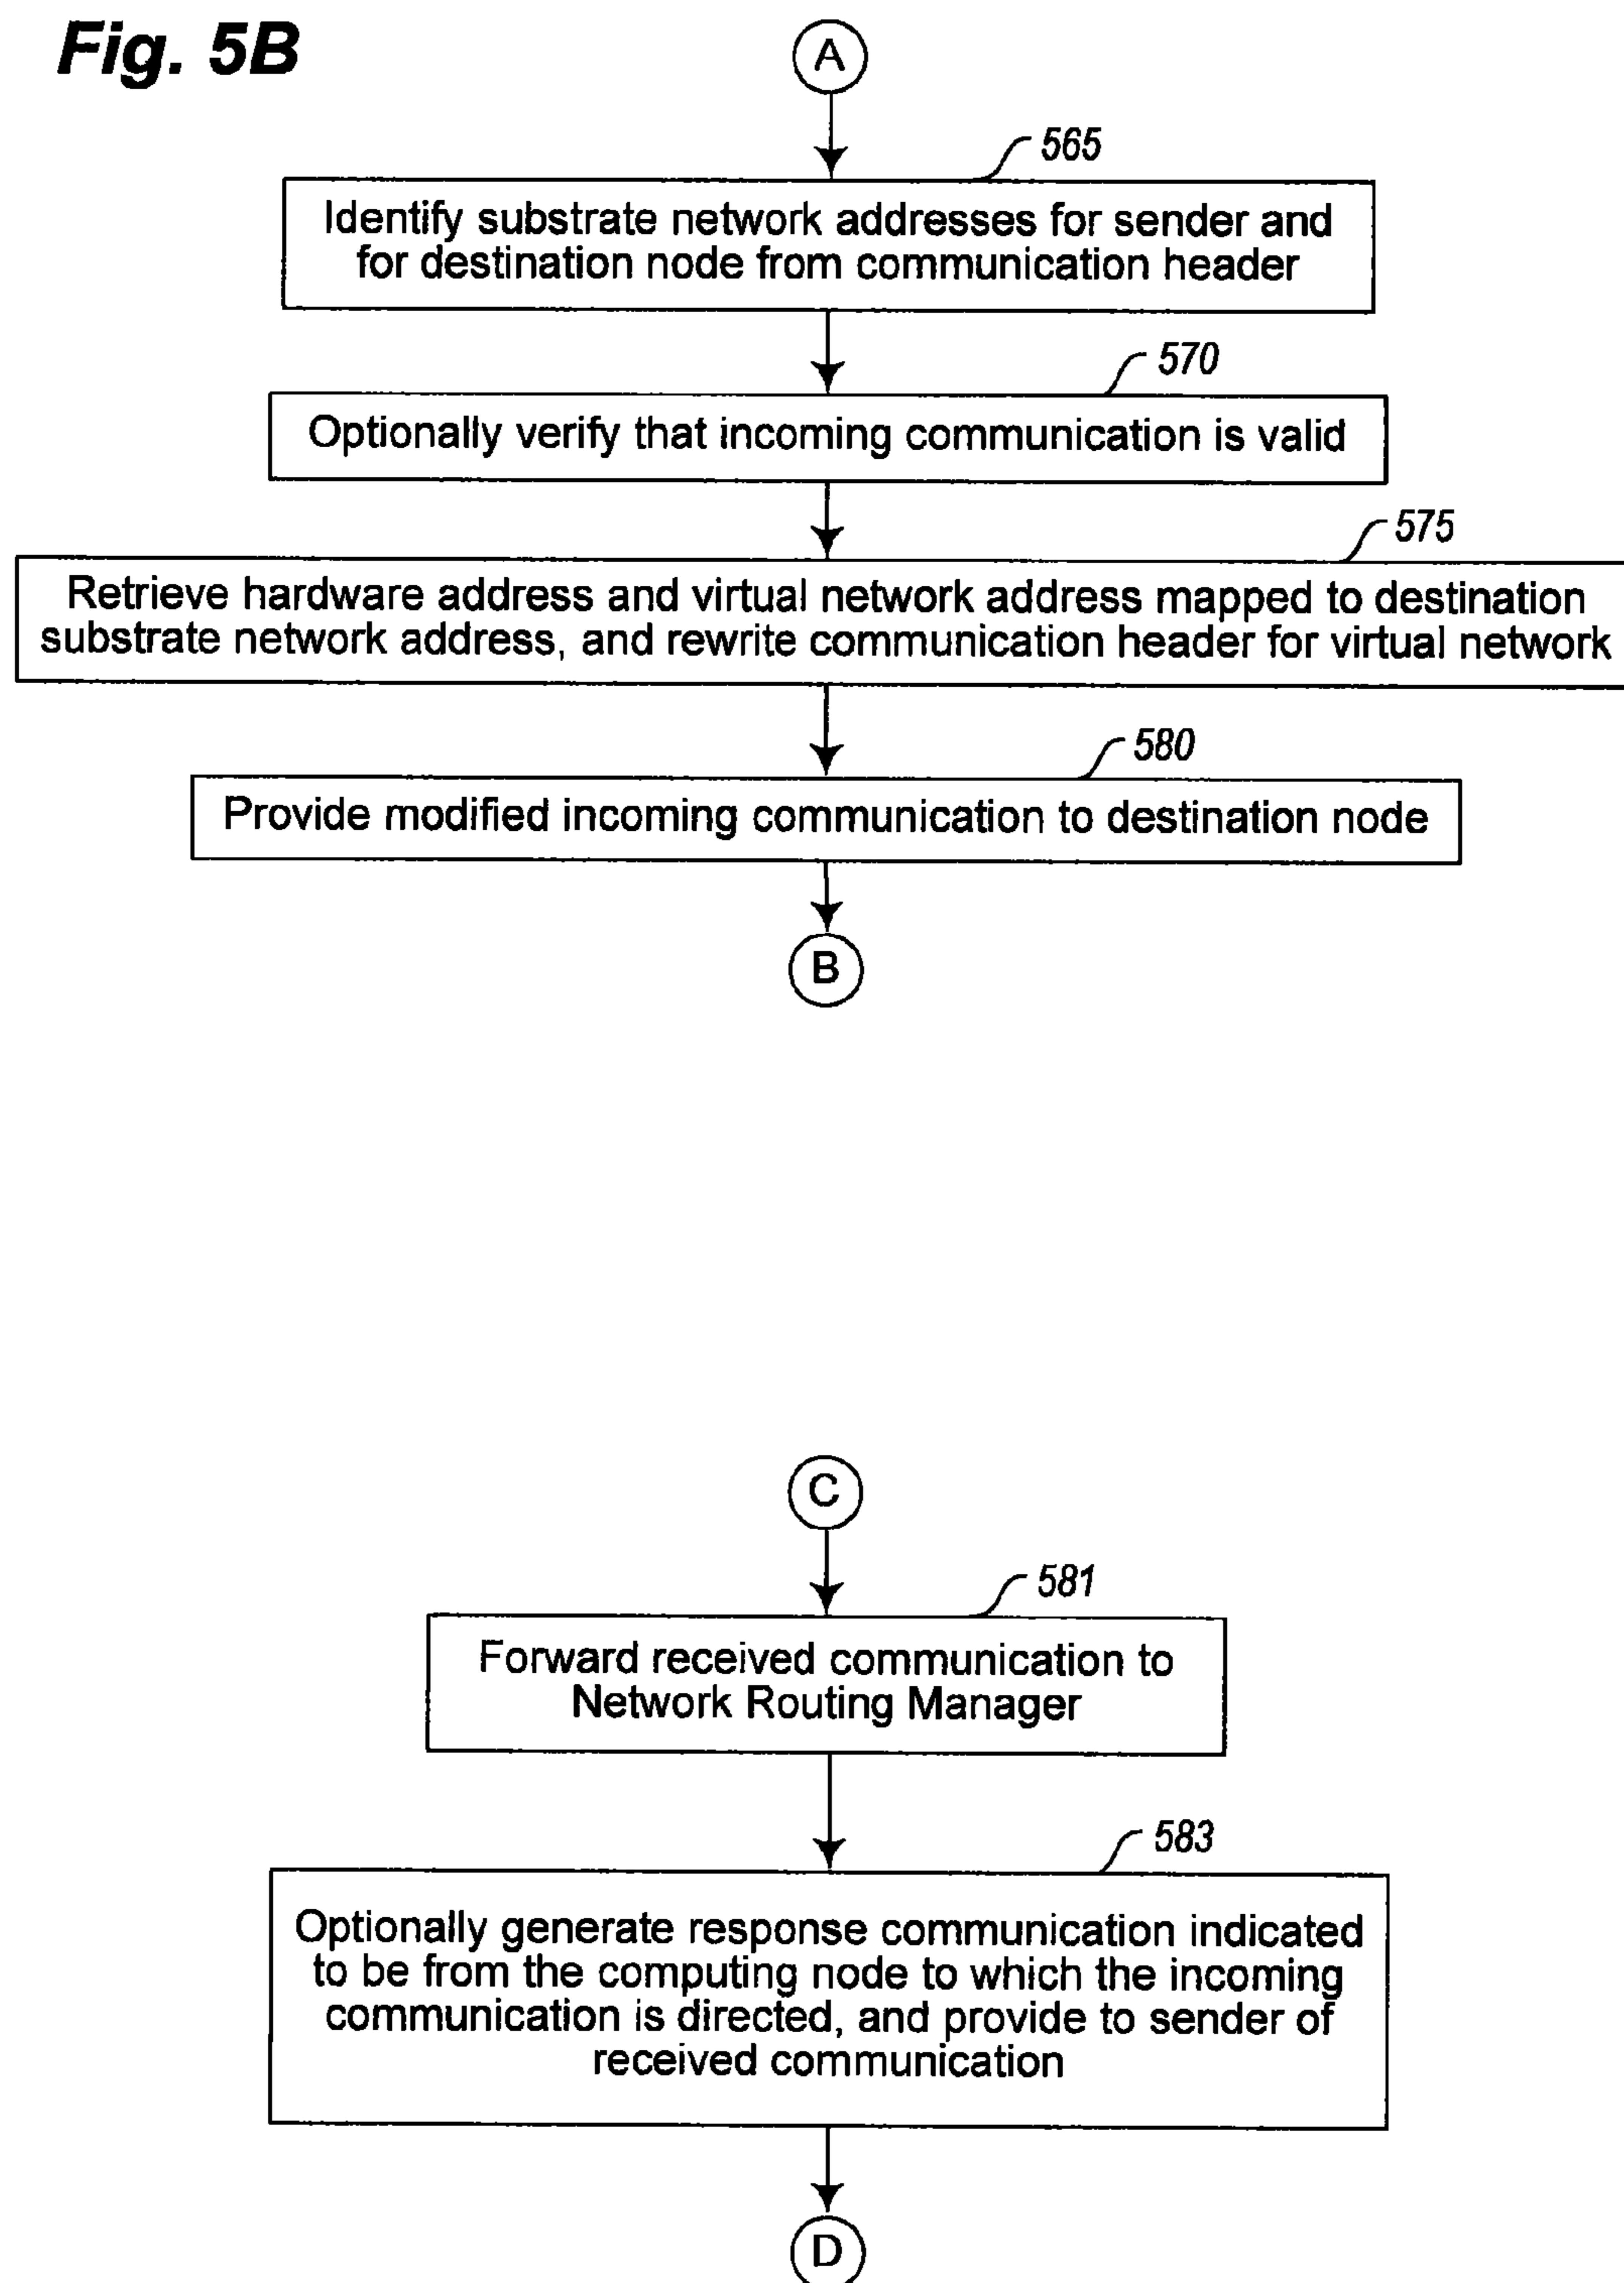 Fig. 5B
A
565
Identify substrate network addresses for sender and
for destination node from communication header
570
Optionally verify that incoming communication is valid
575
Retrieve hardware address and virtual network address mapped to destination
substrate network address, and rewrite communication header for virtual network
580
Provide modified incoming communication to destination node
B
C
581
Forward received communication to
Network Routing Manager
583
Optionally generate response communication indicated
to be from the computing node to which the incoming
communication is directed, and provide to sender of
received communication
D